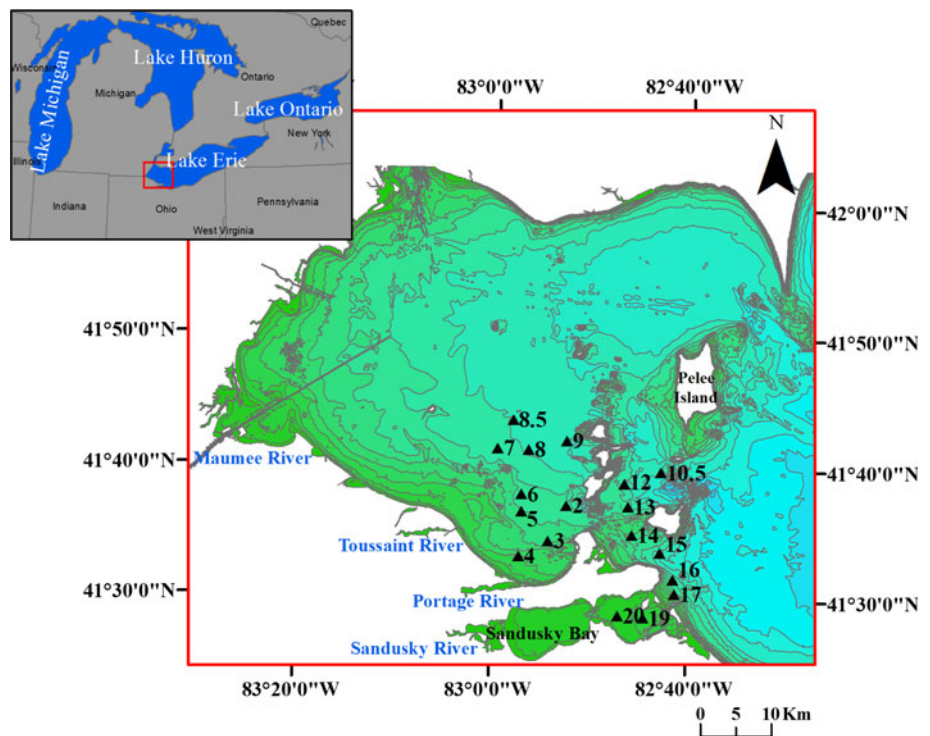 Quebec
Lake Huron
Wisconsin
Ontario
Lake Michigan
Michigan
Lake Ontario
New York
Illinois
Lake Erie
Indiana
Ohio
Pennsylvania
West Virginia
83°0'0"W
82°40'0"W
N
42°0'0"N
41°50'0"N
41°50'0"N
Pelee
Island
8.5
9
7
8
Maumee River
41°40'0"N
41°40'0"N
10.5
12
6
2
13
5
Toussaint River
3
14
15
4
16
41°30'0"N
Portage River
17
41°30'0"N
20
19
Sandusky Bay
Sandusky River
83°20'0"W
83°0'0"W
82°40'0"W
0 5 10 Km